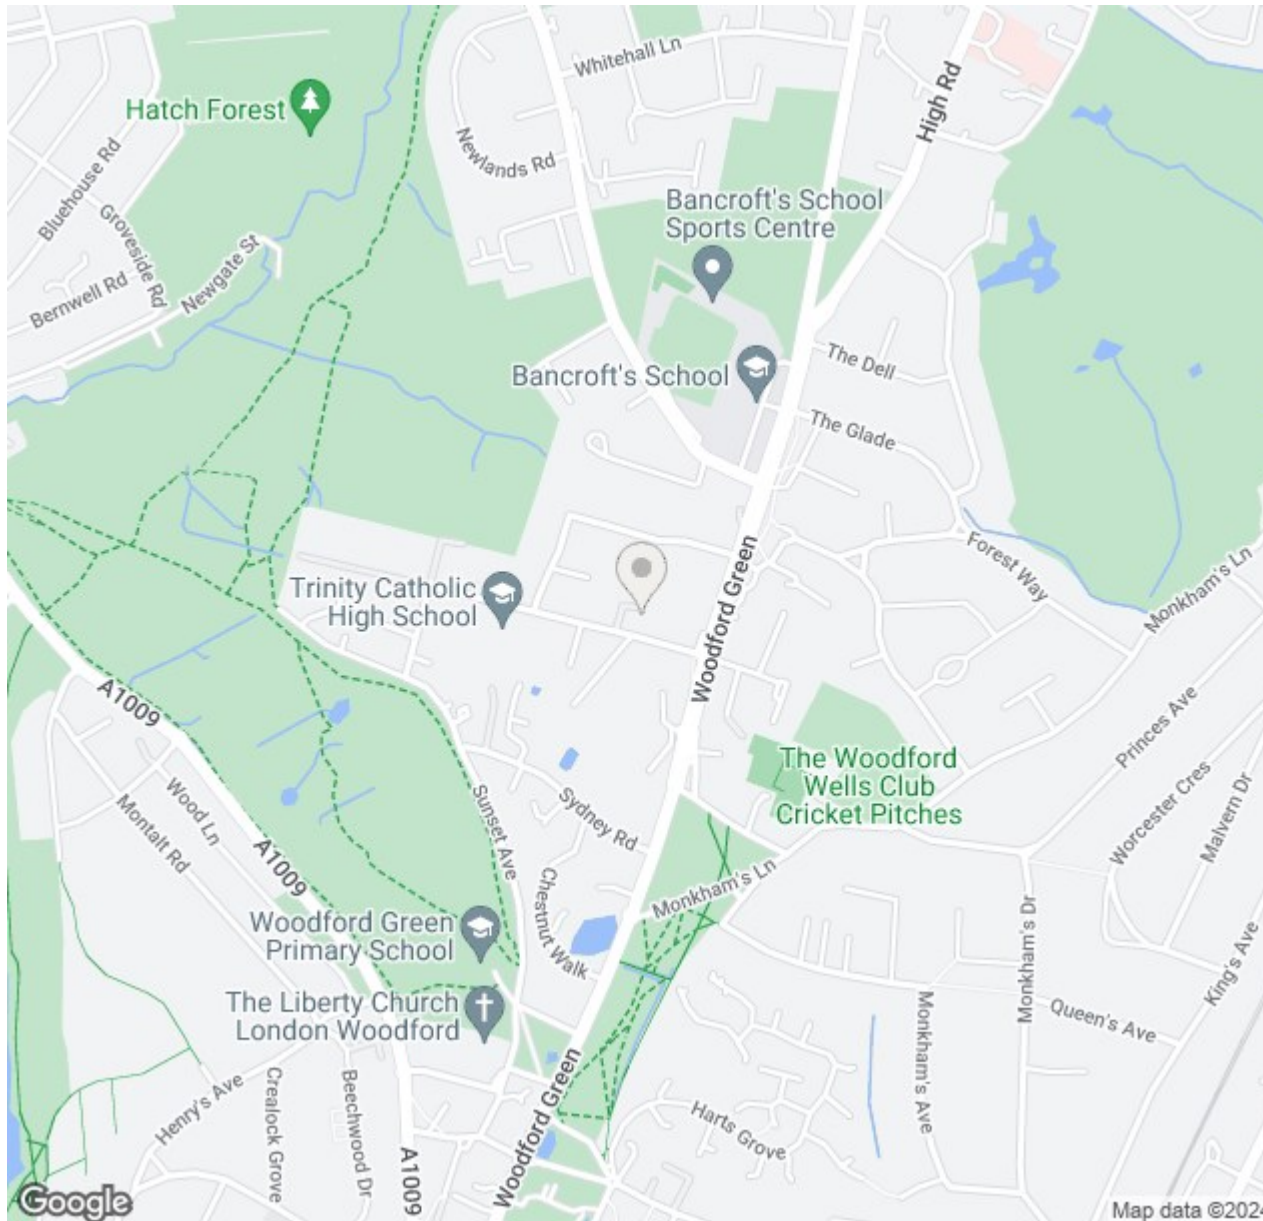 Whitehall Ln
High Rd
Hatch Forest
Newlands Rd
Bluehouse Rd
Groveside Rd
Bancroft's School
Sports Centre
Newgate St
Bernwell Rd
The Dell
Bancroft's School
The Glade
Forest Way
Monkham's Ln
Woodford Green
Trinity Catholic
High School
A1009
Princes Ave
The Woodford
Wells Club
Cricket Pitches
Worcester Cres
Malvern Dr
Sunset Ave
Sydney Rd
Wood Ln
Montalt Rd
A1009
Chestnut Walk
Monkham's Ln
Monkham's Dr
King's Ave
Woodford Green
Primary School
The Liberty Church
London Woodford
Monkham's Ave
Queen's Ave
Woodford Green
Henry's Ave
Crealock Grove
Beechwood Dr
A1009
Harts Grove
Google
Map data ©2024